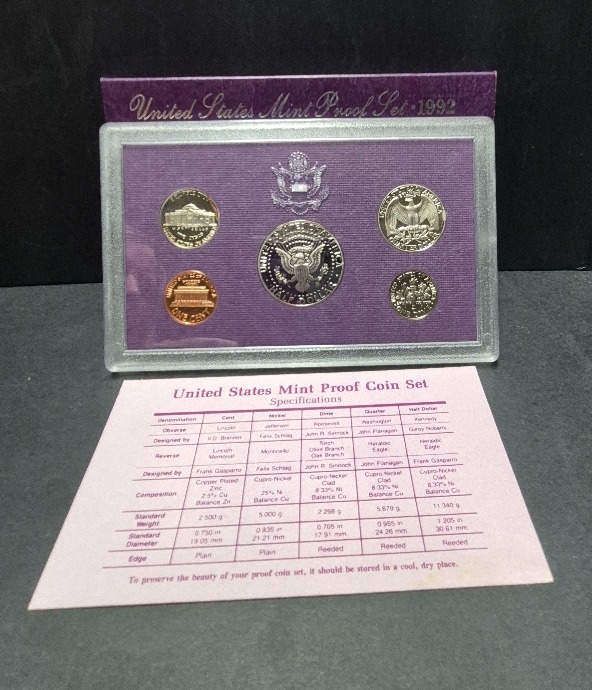 United States Mint Proof Set · 1992
HALF DOLLAR
ONE CENT
United States Mint Proof Coin Set
Specifications
Denomination Cent Nickel Dime Quarter Half Dollar
Obverse Lincoln Jefferson Roosevelt Washington Kennedy
Designed by V.D. Brenner Felix Schlag John R. Sinnock John Flanagan Gilroy Roberts
Reverse Lincoln Memorial Monticello Torch Olive Branch Oak Branch Heraldic Eagle Heraldic Eagle
Designed by Frank Gasparro Felix Schlag John R. Sinnock John Flanagan Frank Gasparro
Composition Copper Plated Zinc 2.5% Cu Balance Zn Cupro-Nickel 25% Ni Balance Cu Cupro-Nickel Clad 8.33% Ni Balance Cu Cupro-Nickel Clad 8.33% Ni Balance Cu Cupro-Nickel Clad 8.33% Ni Balance Cu
Standard Weight 2.500 g 5.000 g 2.268 g 5.670 g 11.340 g
Standard Diameter 0.750 in 19.05 mm 0.835 in 21.21 mm 0.705 in 17.91 mm 0.955 in 24.26 mm 1.205 in 30.61 mm
Edge Plain Plain Reeded Reeded Reeded
To preserve the beauty of your proof coin set, it should be stored in a cool, dry place.